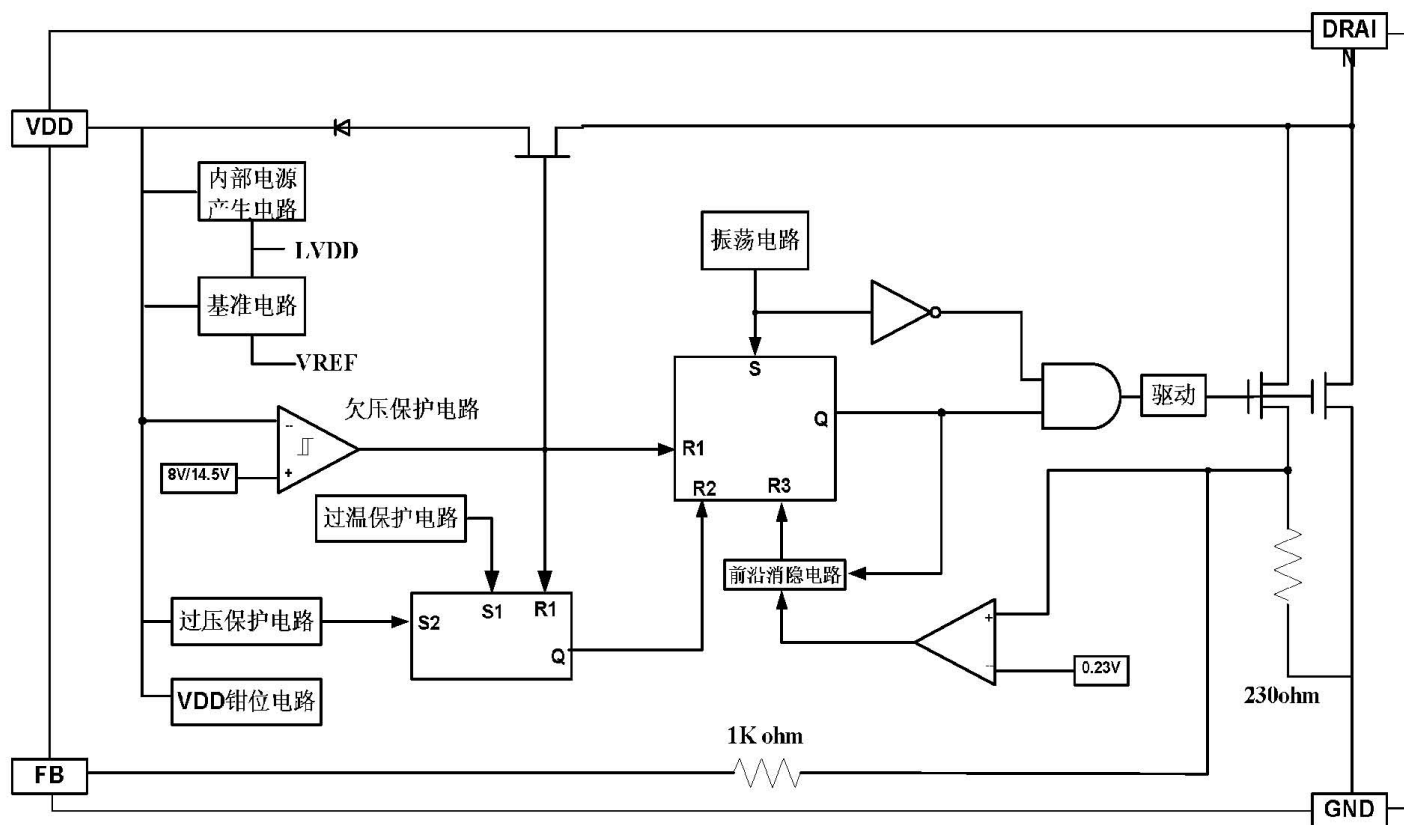 DRAI
N
VDD
内部电源
产生电路
LVDD
基准电路
VREF
振荡电路
S
Q
R1
R2
R3
驱动
欠压保护电路
-
+
8V/14.5V
过温保护电路
前沿消隐电路
过压保护电路
S2
S1
R1
Q
+
-
0.23V
VDD钳位电路
230ohm
1K ohm
FB
GND